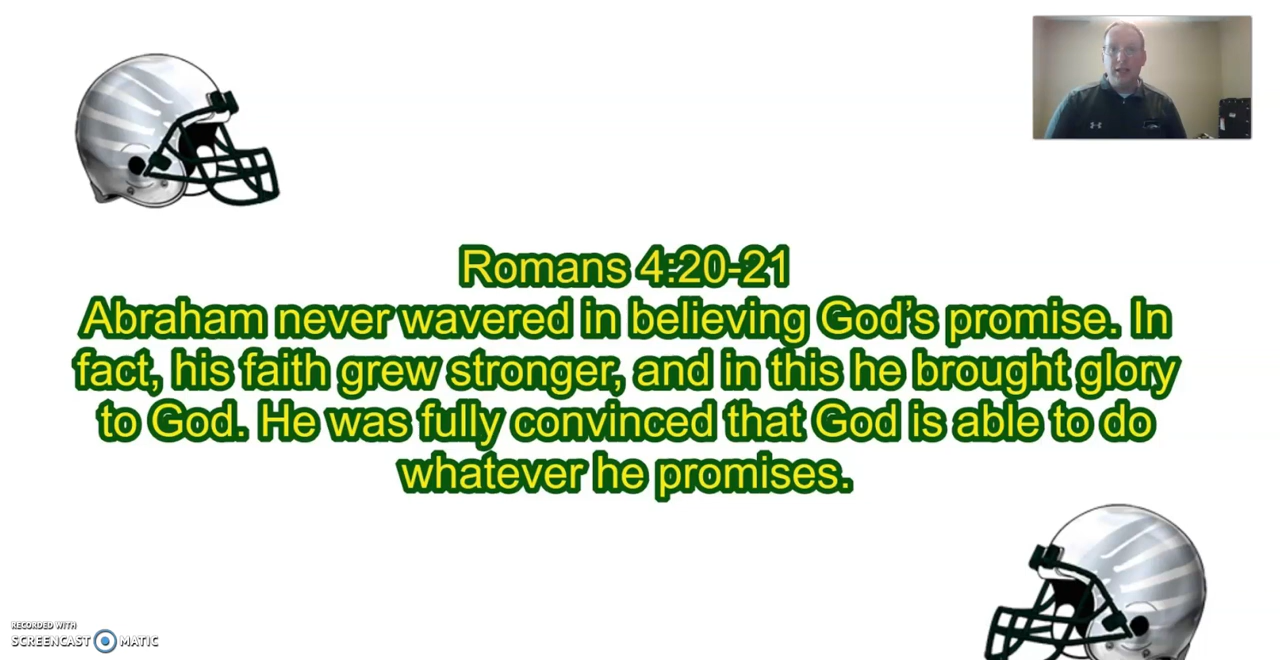 Romans 4:20-21
Abraham never wavered in believing God’s promise. In
fact, his faith grew stronger, and in this he brought glory
to God. He was fully convinced that God is able to do
whatever he promises.
RECORDED WITH
SCREENCAST MATIC